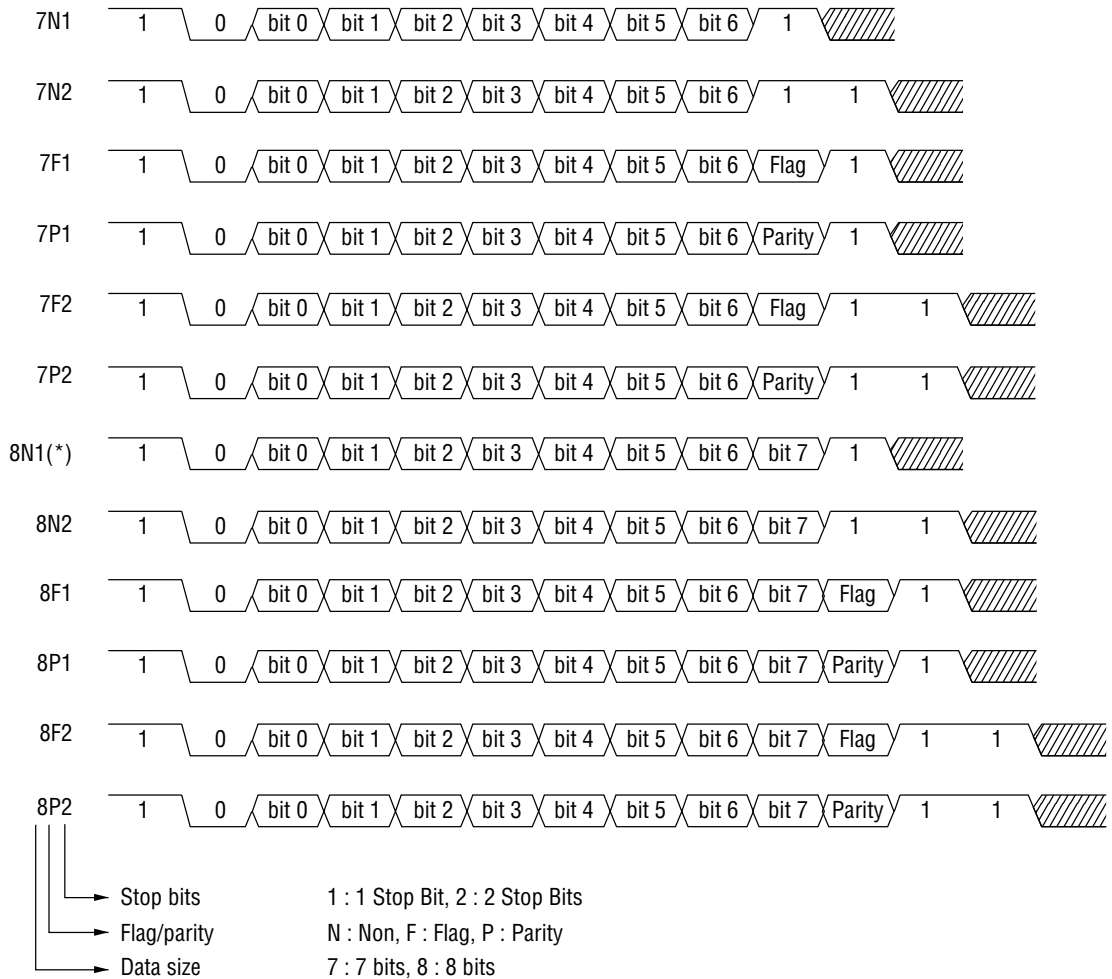 7N1 1 0 bit 0 bit 1 bit 2 bit 3 bit 4 bit 5 bit 6 1
7N2 1 0 bit 0 bit 1 bit 2 bit 3 bit 4 bit 5 bit 6 1 1
7F1 1 0 bit 0 bit 1 bit 2 bit 3 bit 4 bit 5 bit 6 Flag 1
7P1 1 0 bit 0 bit 1 bit 2 bit 3 bit 4 bit 5 bit 6 Parity 1
7F2 1 0 bit 0 bit 1 bit 2 bit 3 bit 4 bit 5 bit 6 Flag 1 1
7P2 1 0 bit 0 bit 1 bit 2 bit 3 bit 4 bit 5 bit 6 Parity 1 1
8N1(*) 1 0 bit 0 bit 1 bit 2 bit 3 bit 4 bit 5 bit 6 bit 7 1
8N2 1 0 bit 0 bit 1 bit 2 bit 3 bit 4 bit 5 bit 6 bit 7 1 1
8F1 1 0 bit 0 bit 1 bit 2 bit 3 bit 4 bit 5 bit 6 bit 7 Flag 1
8P1 1 0 bit 0 bit 1 bit 2 bit 3 bit 4 bit 5 bit 6 bit 7 Parity 1
8F2 1 0 bit 0 bit 1 bit 2 bit 3 bit 4 bit 5 bit 6 bit 7 Flag 1 1
8P2 1 0 bit 0 bit 1 bit 2 bit 3 bit 4 bit 5 bit 6 bit 7 Parity 1 1
Stop bits 1 : 1 Stop Bit, 2 : 2 Stop Bits
Flag/parity N : Non, F : Flag, P : Parity
Data size 7 : 7 bits, 8 : 8 bits